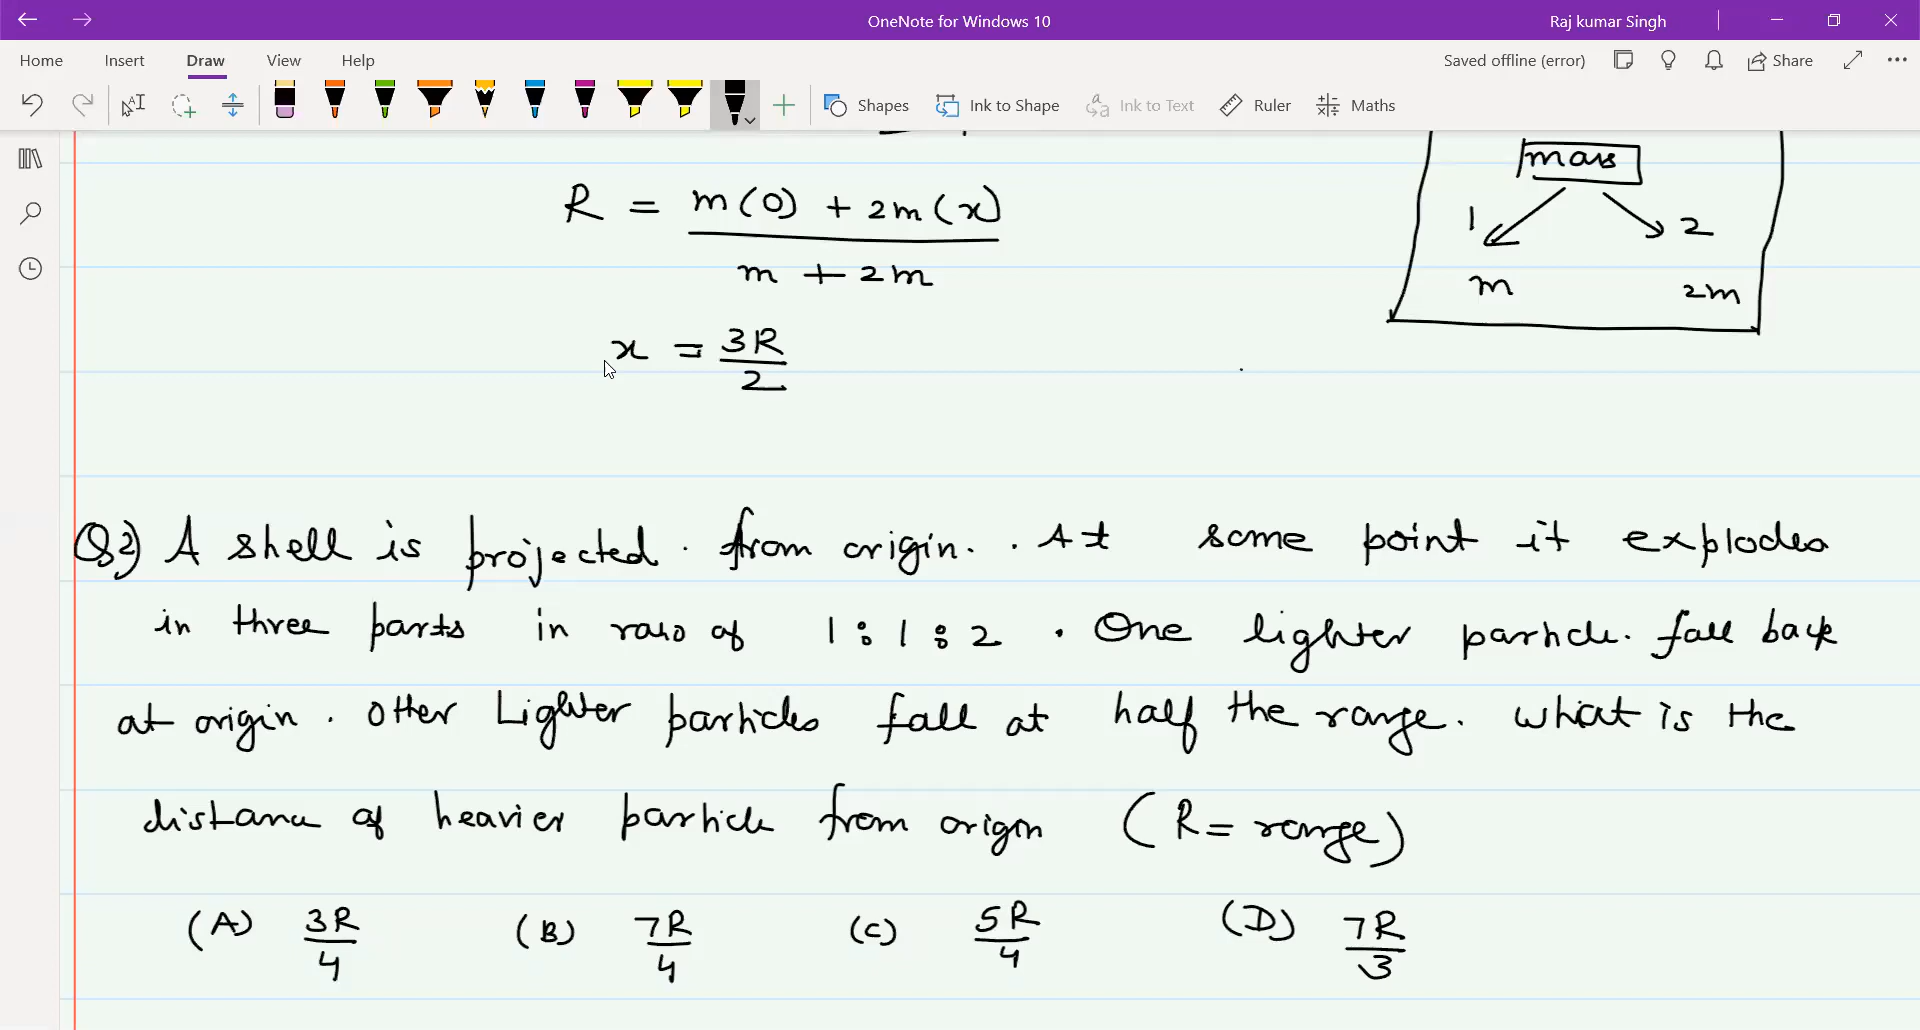 OneNote for Windows 10
Raj kumar Singh
Home Insert Draw View Help
Saved offline (error) Share
Shapes Ink to Shape Ink to Text Ruler Maths
mass
1 2
m 2m
R = m(0) + 2m(x)
m + 2m
x = 3R
2
Q2) A shell is projected. from origin. . At some point it explodes
in three parts in ratio of 1 : 1 : 2 . One lighter particle. fall back
at origin . Other Lighter particles fall at half the range. what is the
distance of heavier particle from origin (R = range)
(A) 3R/4 (B) 7R/4 (C) 5R/4 (D) 7R/3